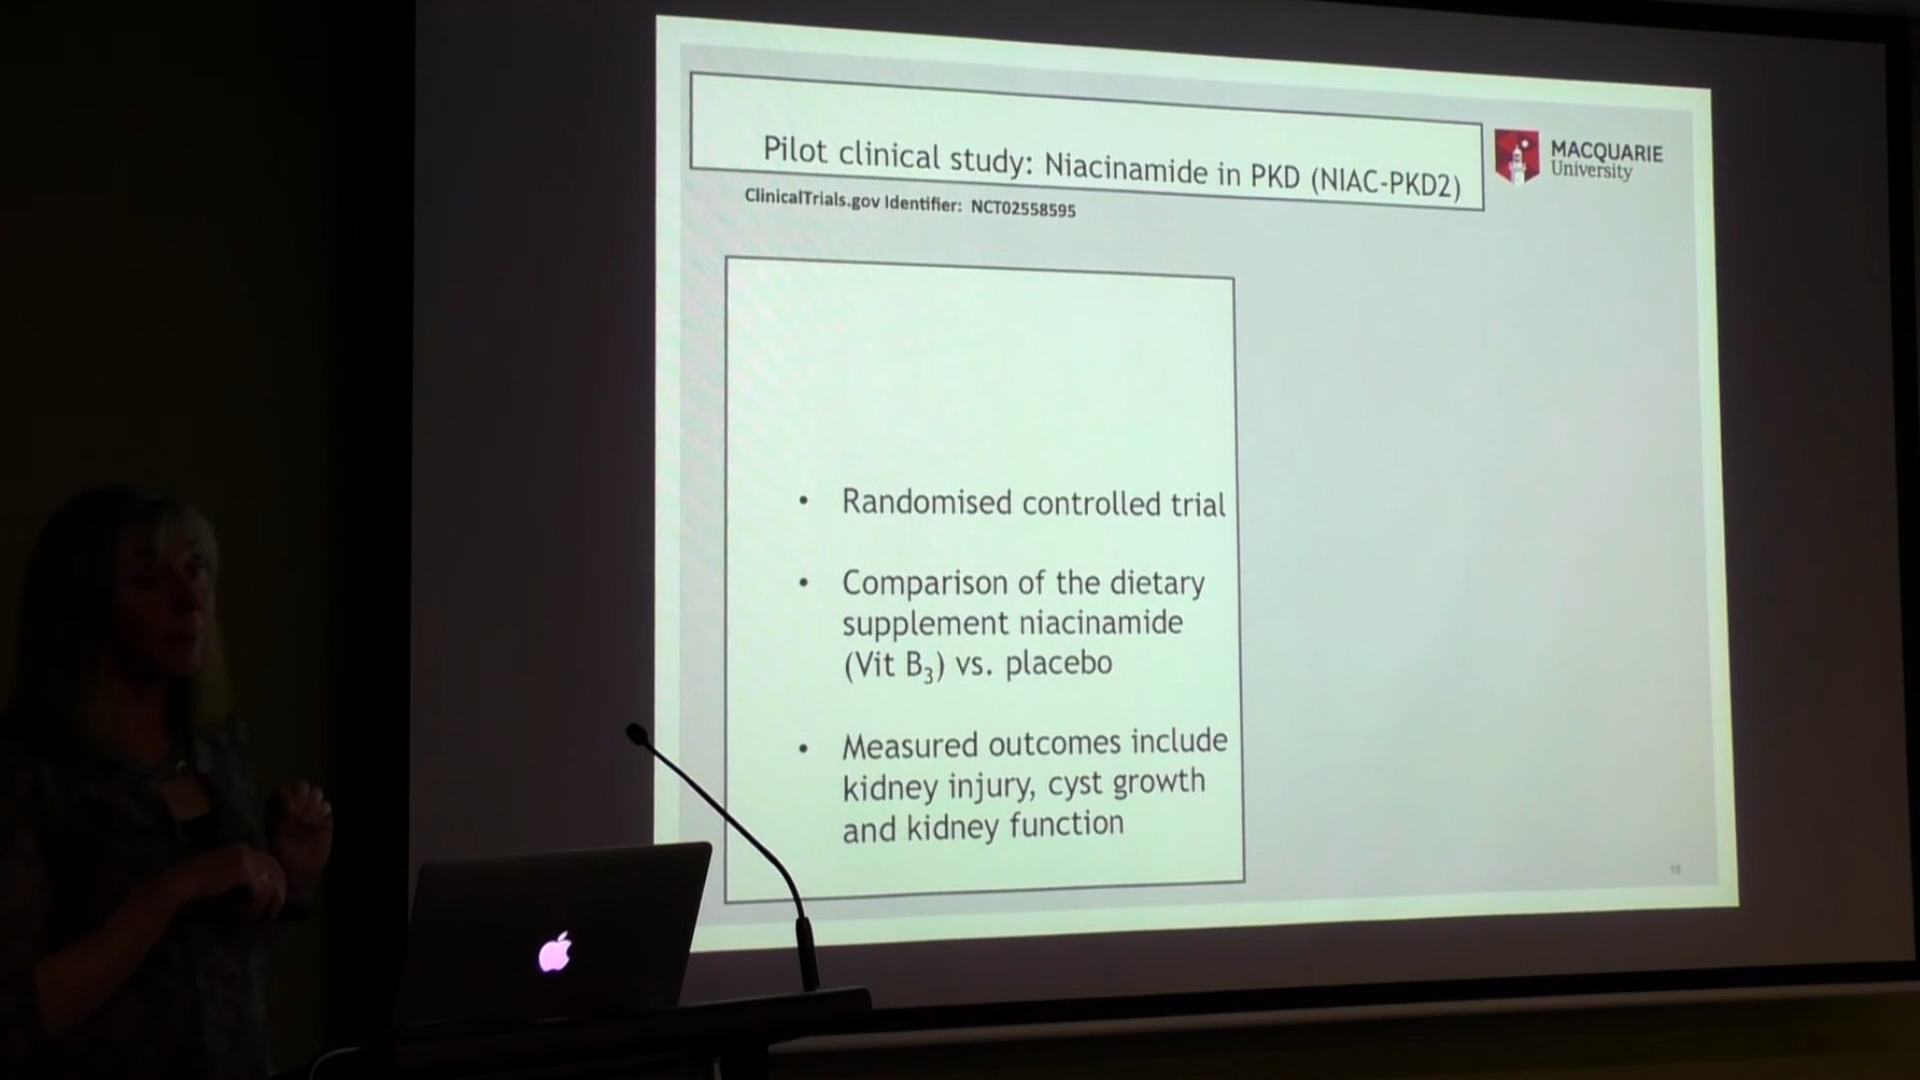 Pilot clinical study: Niacinamide in PKD (NIAC-PKD2)
MACQUARIE
University
ClinicalTrials.gov Identifier: NCT02558595
• Randomised controlled trial
• Comparison of the dietary
supplement niacinamide
(Vit B₃) vs. placebo
• Measured outcomes include
kidney injury, cyst growth
and kidney function